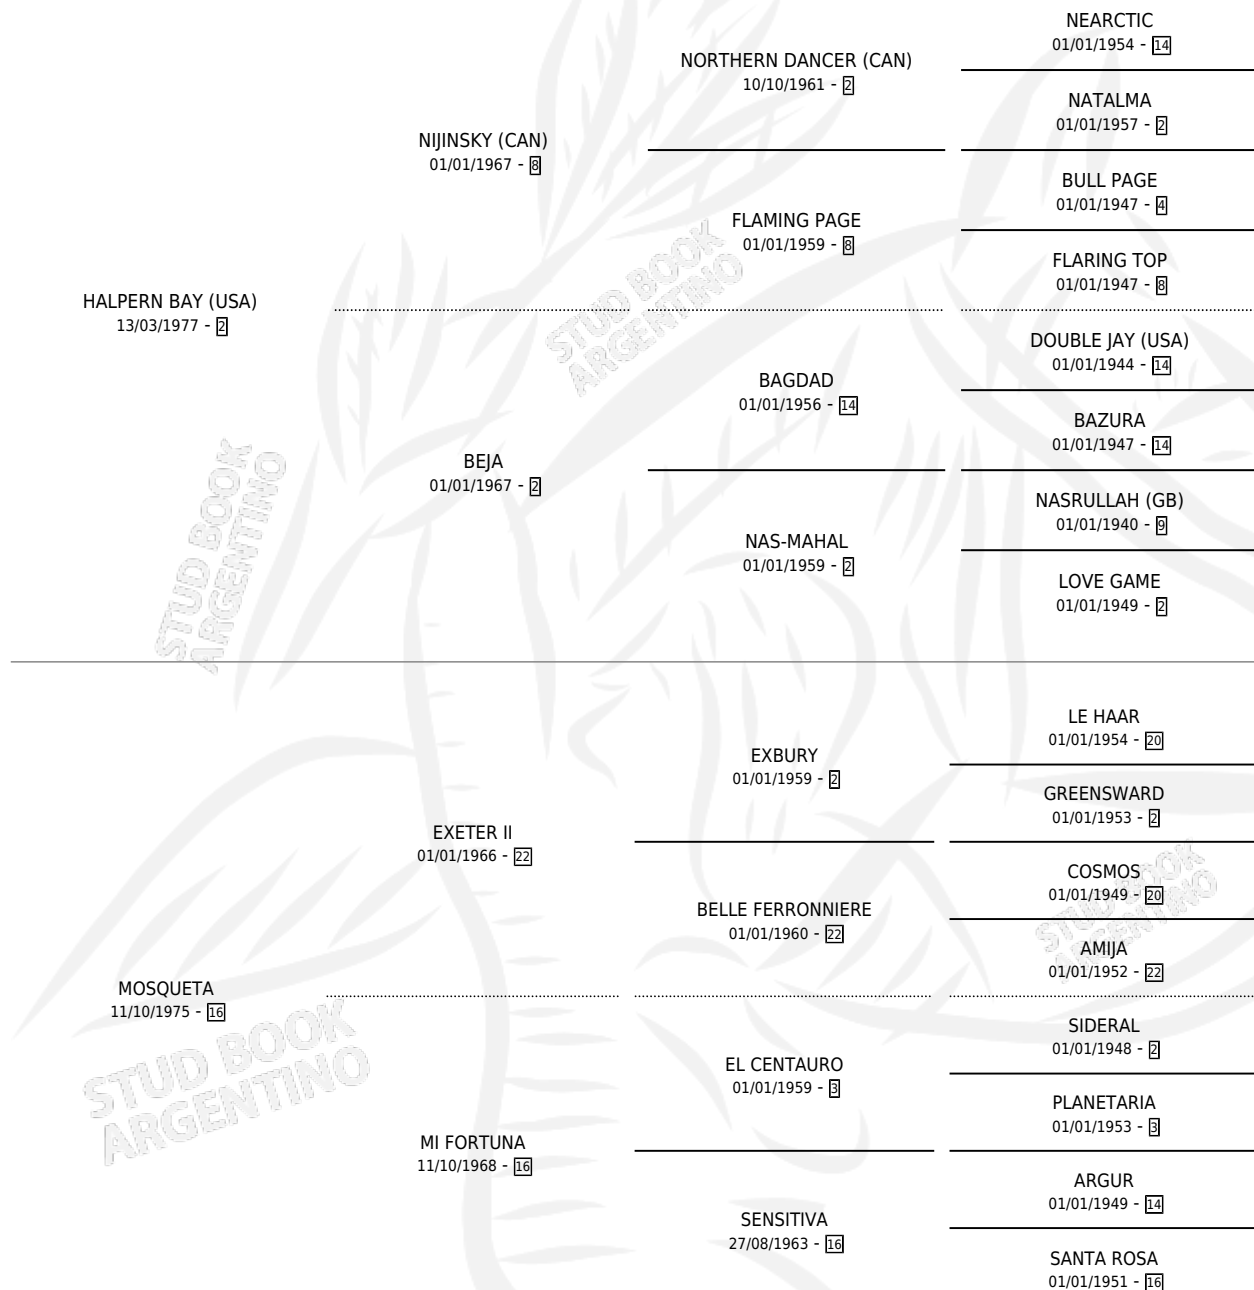 NEARCTIC
01/01/1954 - 14
NORTHERN DANCER (CAN)
10/10/1961 - 2
NATALMA
01/01/1957 - 2
NIJINSKY (CAN)
01/01/1967 - 8
BULL PAGE
01/01/1947 - 4
FLAMING PAGE
01/01/1959 - 8
FLARING TOP
01/01/1947 - 8
HALPERN BAY (USA)
13/03/1977 - 2
DOUBLE JAY (USA)
01/01/1944 - 14
BAGDAD
01/01/1956 - 14
BAZURA
01/01/1947 - 14
BEJA
01/01/1967 - 2
NASRULLAH (GB)
01/01/1940 - 9
NAS-MAHAL
01/01/1959 - 2
LOVE GAME
01/01/1949 - 2
LE HAAR
01/01/1954 - 20
EXBURY
01/01/1959 - 2
GREENSWARD
01/01/1953 - 2
EXETER II
01/01/1966 - 22
COSMOS
01/01/1949 - 20
BELLE FERRONNIERE
01/01/1960 - 22
AMIJA
01/01/1952 - 22
MOSQUETA
11/10/1975 - 16
SIDERAL
01/01/1948 - 2
EL CENTAURO
01/01/1959 - 3
PLANETARIA
01/01/1953 - 3
MI FORTUNA
11/10/1968 - 16
ARGUR
01/01/1949 - 14
SENSITIVA
27/08/1963 - 16
SANTA ROSA
01/01/1951 - 16
STUD BOOK
ARGENTINO
STUD BOOK
ARGENTINO
STUD BOOK
ARGENTINO
STUD BOOK
ARGENTINO